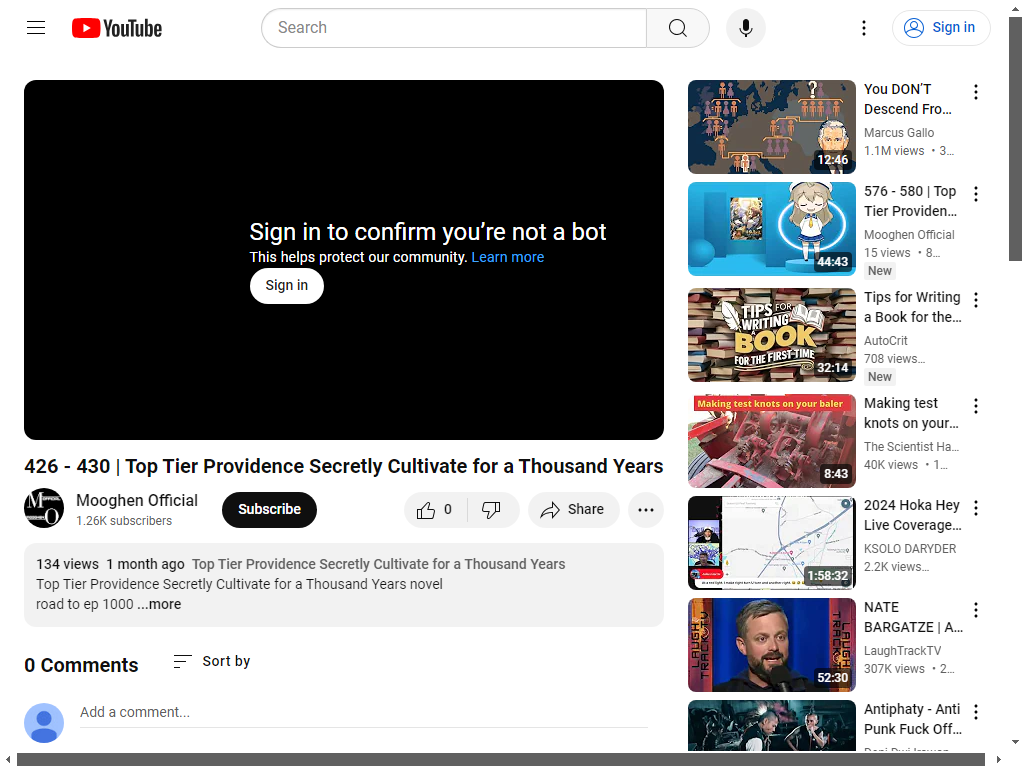 YouTube
Search
Sign in
Sign in to confirm you're not a bot
This helps protect our community. Learn more
Sign in
426 - 430 | Top Tier Providence Secretly Cultivate for a Thousand Years
Mooghen Official
1.26K subscribers
Subscribe
0
Share
134 views 1 month ago Top Tier Providence Secretly Cultivate for a Thousand Years
Top Tier Providence Secretly Cultivate for a Thousand Years novel
road to ep 1000 ...more
0 Comments
Sort by
Add a comment...
12:46
You DON'T
Descend Fro...
Marcus Gallo
1.1M views • 3...
44:43
576 - 580 | Top
Tier Providen...
Mooghen Official
15 views • 8...
New
TIPS FOR
WRITING
A
BOOK
FOR THE FIRST-TIME
32:14
Tips for Writing
a Book for the...
AutoCrit
708 views...
New
Making test knots on your baler
8:43
Making test
knots on your...
The Scientist Ha...
40K views • 1...
1:58:32
2024 Hoka Hey
Live Coverage...
KSOLO DARYDER
2.2K views...
LAUGH
TRACK TV
LAUGH
TRACK TV
52:30
NATE
BARGATZE | A...
LaughTrackTV
307K views • 2...
Antiphaty - Anti
Punk Fuck Off...